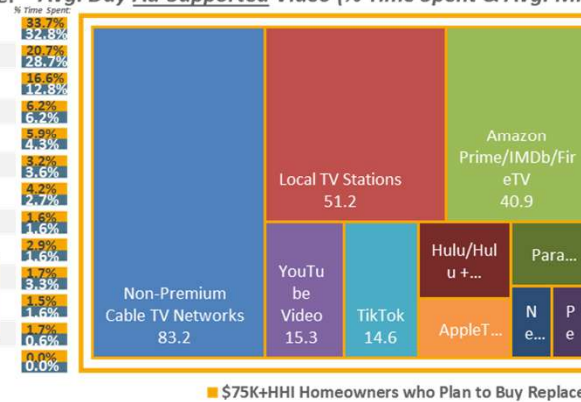 Avg. Day Ad Supported Video (% Time Spent & Avg.
% Time Spent:
33.7%
32.8%
20.7%
28.7%
16.6%
12.8%
6.2%
6.2%
5.9%
4.3%
3.2%
3.6%
4.2%
2.7%
1.6%
1.6%
2.9%
1.6%
1.7%
3.3%
1.5%
1.6%
1.7%
0.6%
0.0%
0.0%
Non-Premium
Cable TV Networks
83.2
Local TV Stations
51.2
Amazon
Prime/IMDb/Fir
eTV
40.9
YouTu
be
Video
15.3
TikTok
14.6
Hulu/Hul
u +...
AppleT...
Para...
N
e...
P
e
$75K+HHI Homeowners who Plan to Buy Replace